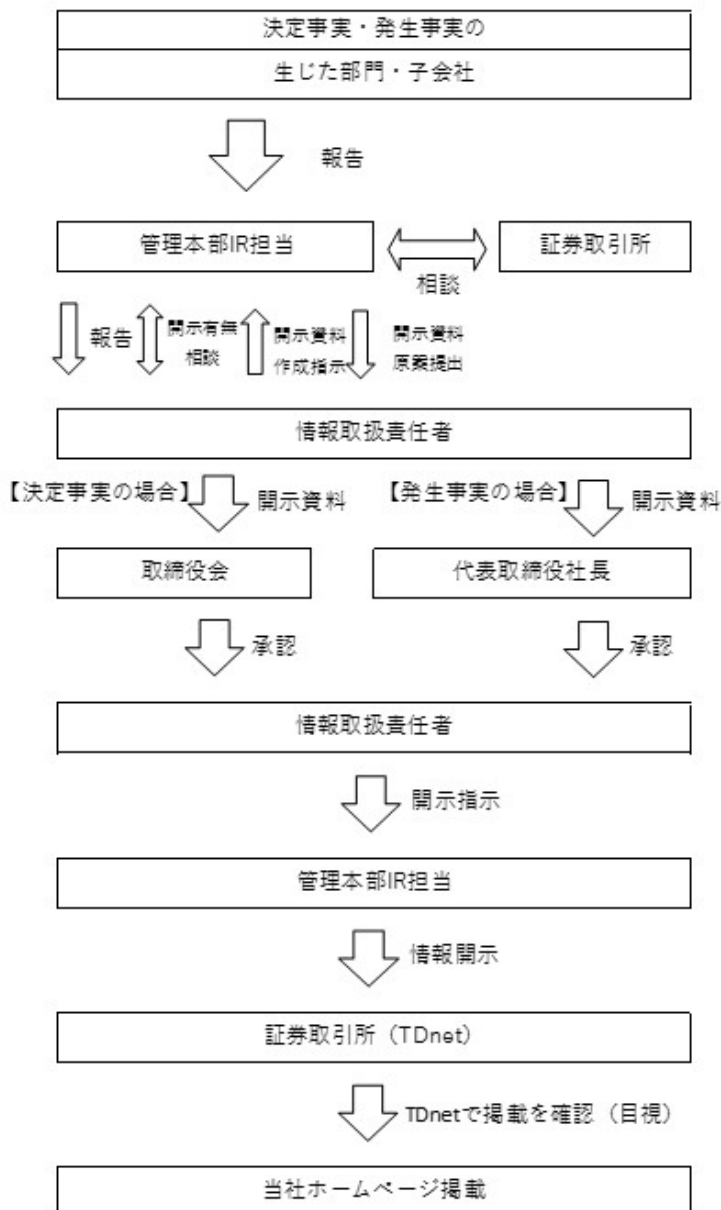 決定事実・発生事実の
生じた部門・子会社
報告
管理本部IR担当
証券取引所
相談
報告
開示有無
相談
開示資料
作成指示
開示資料
原案提出
情報取扱責任者
【決定事実の場合】
開示資料
【発生事実の場合】
開示資料
取締役会
代表取締役社長
承認
承認
情報取扱責任者
開示指示
管理本部IR担当
情報開示
証券取引所（TDnet）
TDnetで掲載を確認（目視）
当社ホームページ掲載